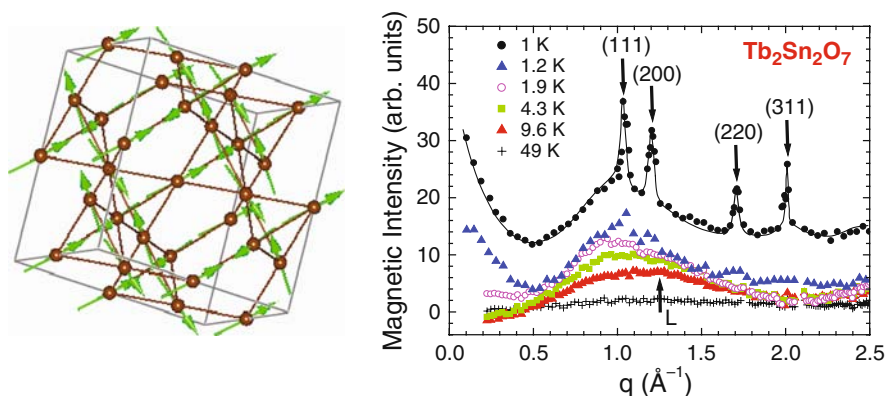 50
40
30
20
10
0
Magnetic Intensity (arb. units)
1 K
1.2 K
1.9 K
4.3 K
9.6 K
49 K
Tb₂Sn₂O₇
(111)
(200)
(220)
(311)
L
0.0 0.5 1.0 1.5 2.0 2.5
q (Å⁻¹)